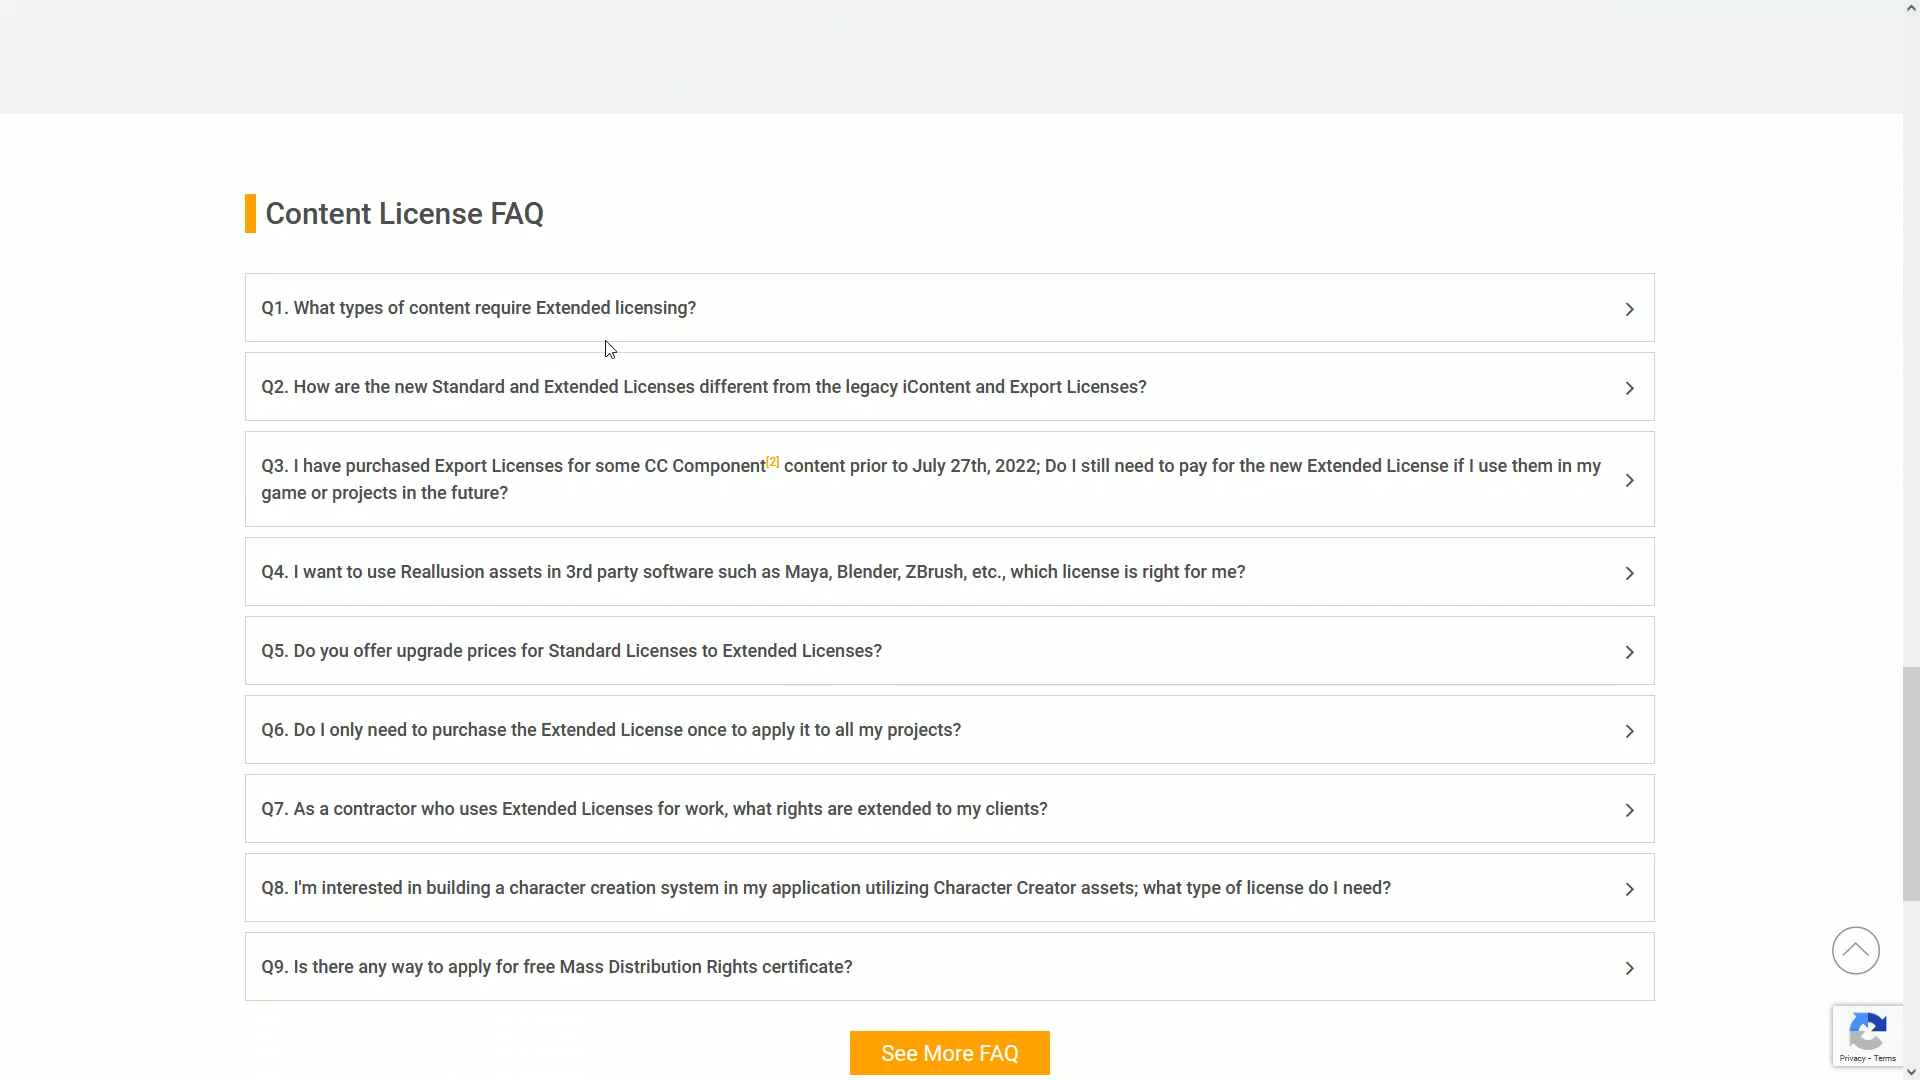 Content License FAQ
Q1. What types of content require Extended licensing?
Q2. How are the new Standard and Extended Licenses different from the legacy iContent and Export Licenses?
Q3. I have purchased Export Licenses for some CC Component[2] content prior to July 27th, 2022; Do I still need to pay for the new Extended License if I use them in my
game or projects in the future?
Q4. I want to use Reallusion assets in 3rd party software such as Maya, Blender, ZBrush, etc., which license is right for me?
Q5. Do you offer upgrade prices for Standard Licenses to Extended Licenses?
Q6. Do I only need to purchase the Extended License once to apply it to all my projects?
Q7. As a contractor who uses Extended Licenses for work, what rights are extended to my clients?
Q8. I'm interested in building a character creation system in my application utilizing Character Creator assets; what type of license do I need?
Q9. Is there any way to apply for free Mass Distribution Rights certificate?
See More FAQ
Privacy - Terms